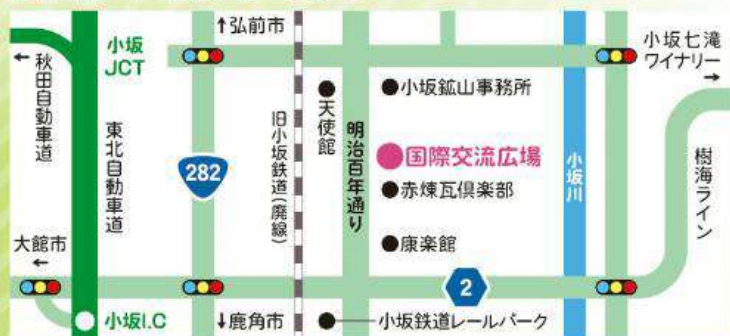 ↑弘前市
小坂
JCT
小坂七滝
ワイナリー
→
←
秋田自動車道
東北自動車道
282
旧小坂鉄道(廃線)
●天使館
明治百年通り
●小坂鉱山事務所
●国際交流広場
●赤煉瓦倶楽部
●康楽館
小坂川
樹海ライン
大館市
←
2
小坂I.C
↓鹿角市
●小坂鉄道レールパーク